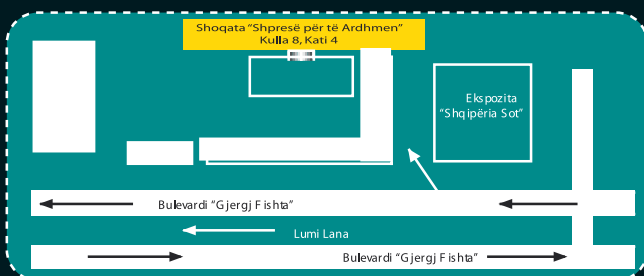 Shoqata "Shpresë për të Ardhmen"
Kulla 8, Kati 4
Ekspozita
"Shqipëria Sot"
Bulevardi "Gjergj Fishta"
Lumi Lana
Bulevardi "Gjergj Fishta"